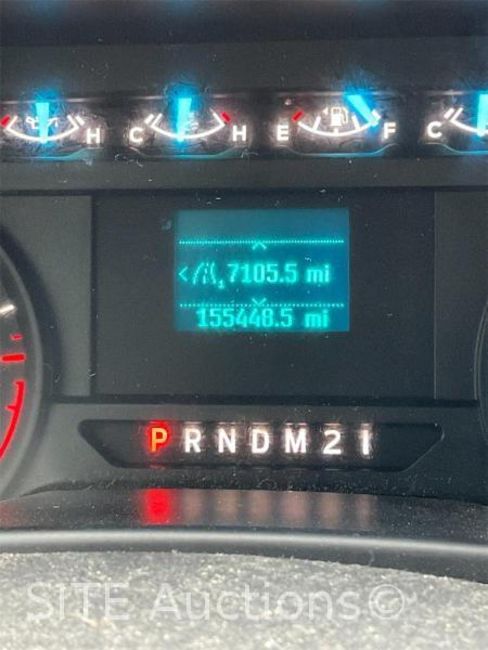 H C H E F C
7105.5 mi
155448.5 mi
P R N D M 2 1
SITE Auctions©